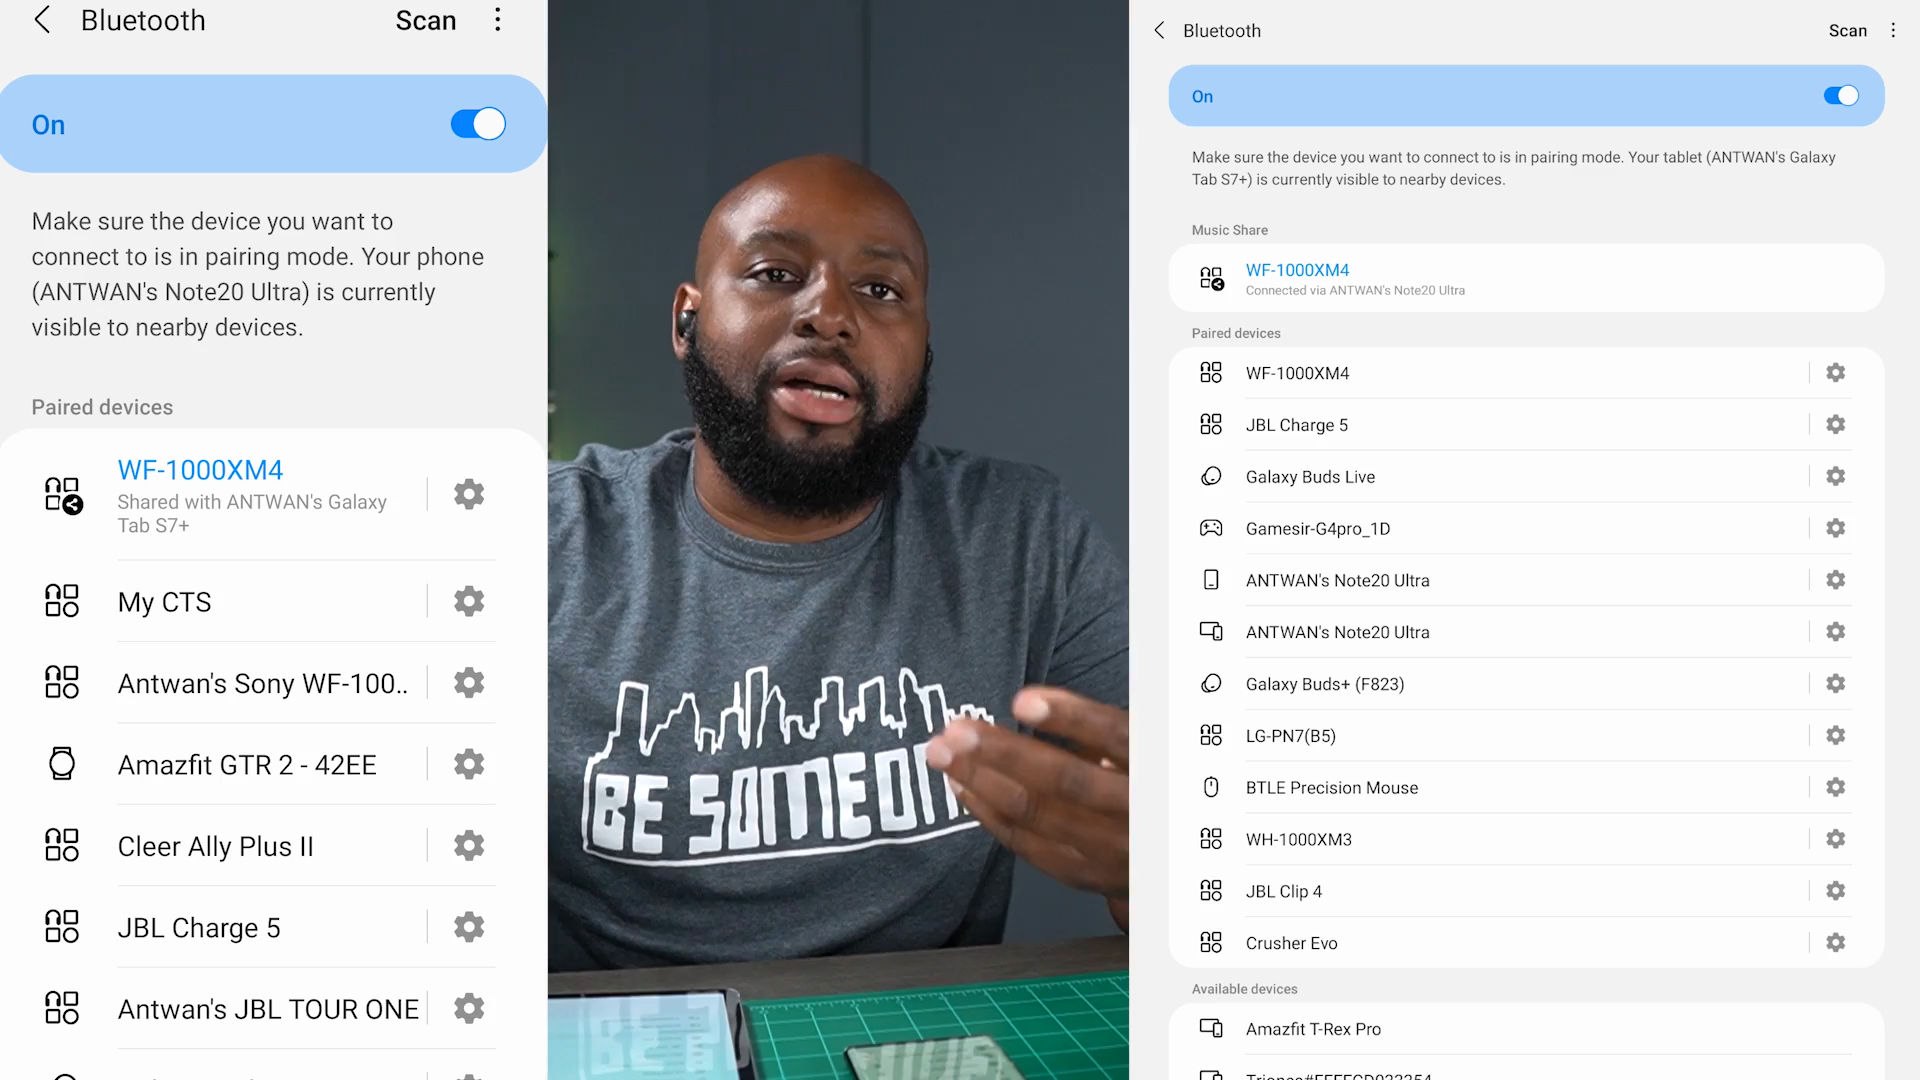 Bluetooth
Scan
On
Make sure the device you want to
connect to is in pairing mode. Your phone
(ANTWAN's Note20 Ultra) is currently
visible to nearby devices.
Paired devices
WF-1000XM4
Shared with ANTWAN's Galaxy
Tab S7+
My CTS
Antwan's Sony WF-100..
Amazfit GTR 2 - 42EE
Cleer Ally Plus II
JBL Charge 5
Antwan's JBL TOUR ONE
BE SOMEONE
Bluetooth
Scan
On
Make sure the device you want to connect to is in pairing mode. Your tablet (ANTWAN's Galaxy
Tab S7+) is currently visible to nearby devices.
Music Share
WF-1000XM4
Connected via ANTWAN's Note20 Ultra
Paired devices
WF-1000XM4
JBL Charge 5
Galaxy Buds Live
Gamesir-G4pro_1D
ANTWAN's Note20 Ultra
ANTWAN's Note20 Ultra
Galaxy Buds+ (F823)
LG-PN7(B5)
BTLE Precision Mouse
WH-1000XM3
JBL Clip 4
Crusher Evo
Available devices
Amazfit T-Rex Pro